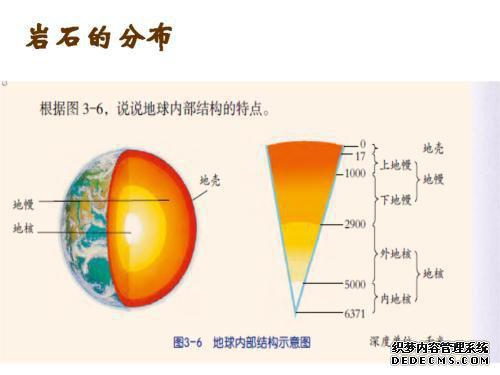 岩石的分布
根据图 3-6，说说地球内部结构的特点。
地壳
地幔
地核
0
17
1000
2900
5000
6371
地壳
上地幔
地幔
下地幔
外地核
地核
内地核
图3-6 地球内部结构示意图
深度单位：千米
织梦内容管理系统
DEDECMS.COM